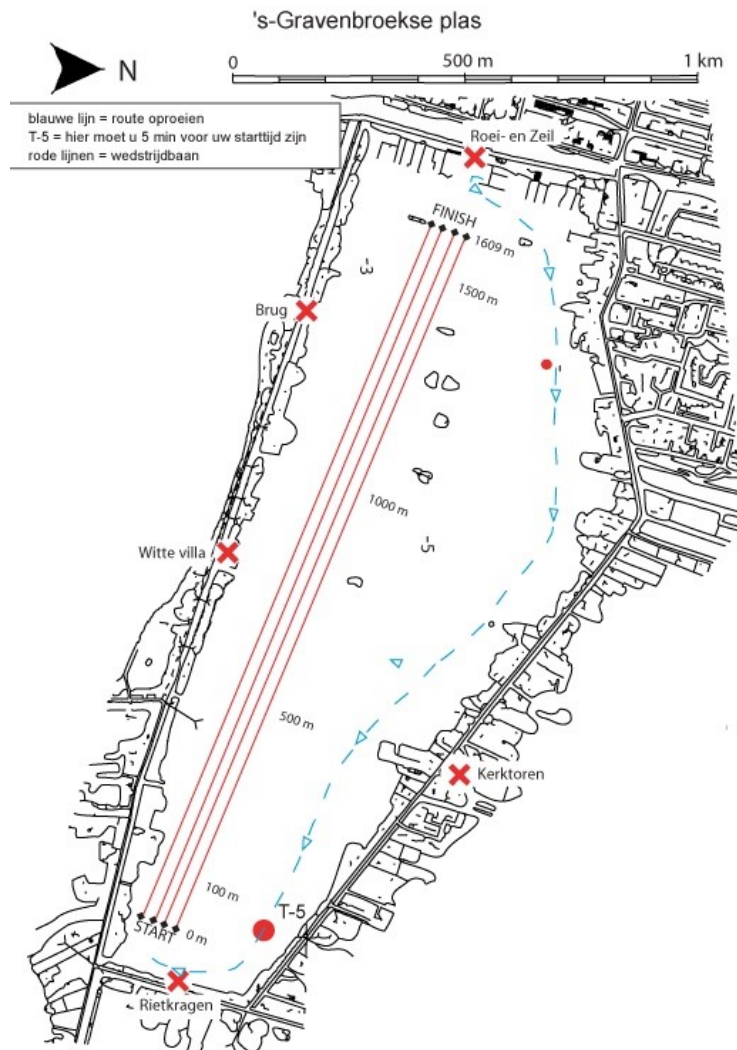 's-Gravenbroekse plas
N
0
500 m
1 km
blauwe lijn = route oproeien
T-5 = hier moet u 5 min voor uw starttijd zijn
rode lijnen = wedstrijdbaan
Roei- en Zeil
FINISH
1609 m
-3
1500 m
Brug
1000 m
-5
Witte villa
500 m
Kerktoren
100 m
T-5
START
0 m
Rietkragen